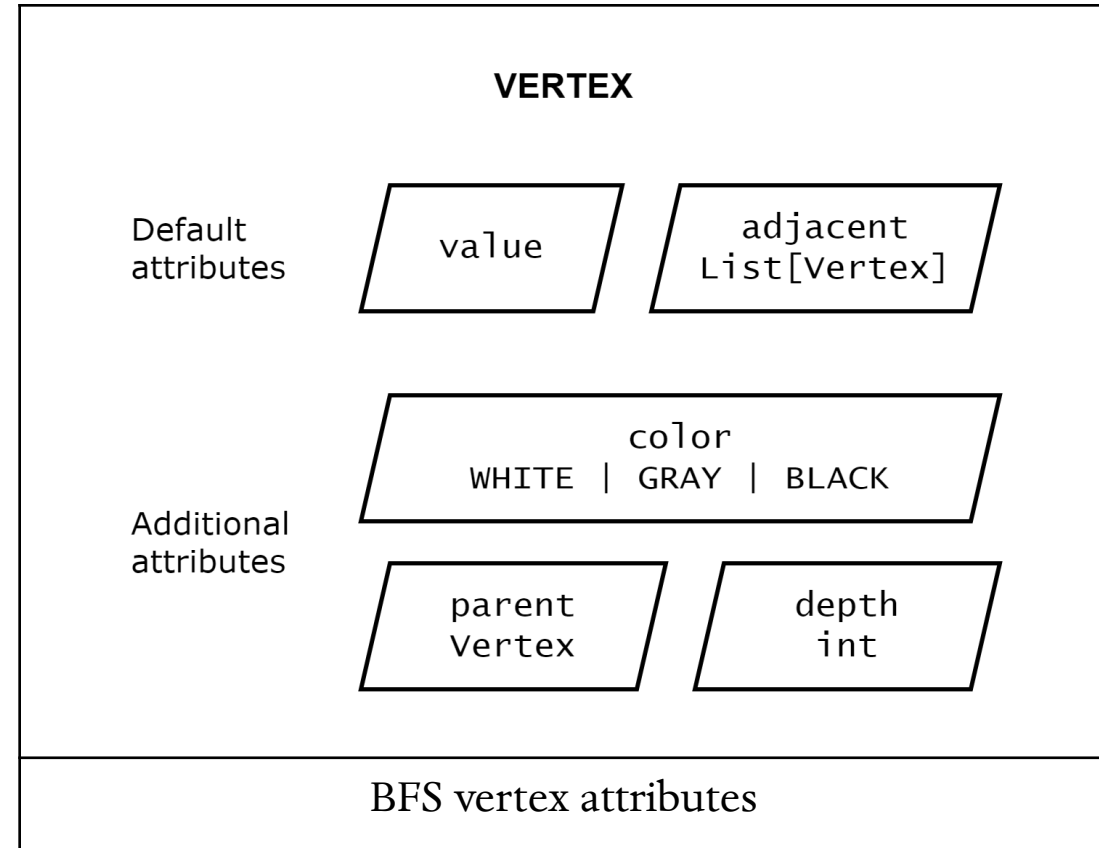 VERTEX
Default
attributes
value
adjacent
List[Vertex]
Additional
attributes
color
WHITE | GRAY | BLACK
parent
Vertex
depth
int
BFS vertex attributes